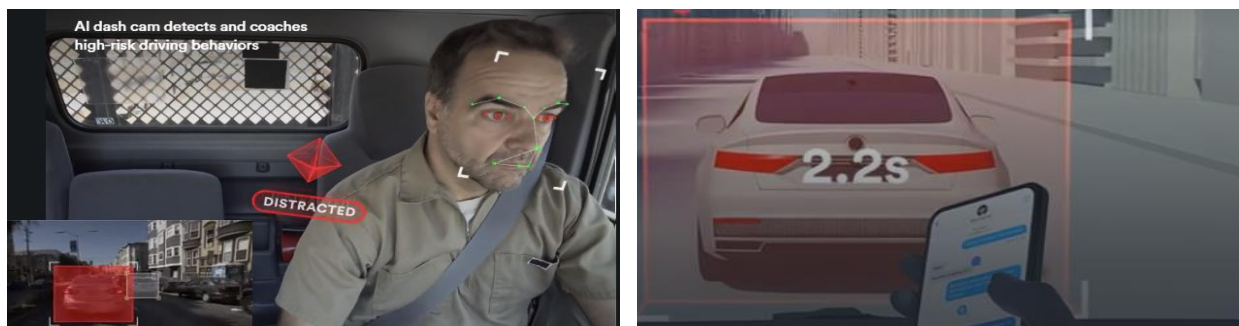 AI dash cam detects and coaches
high-risk driving behaviors
DISTRACTED
2.2s